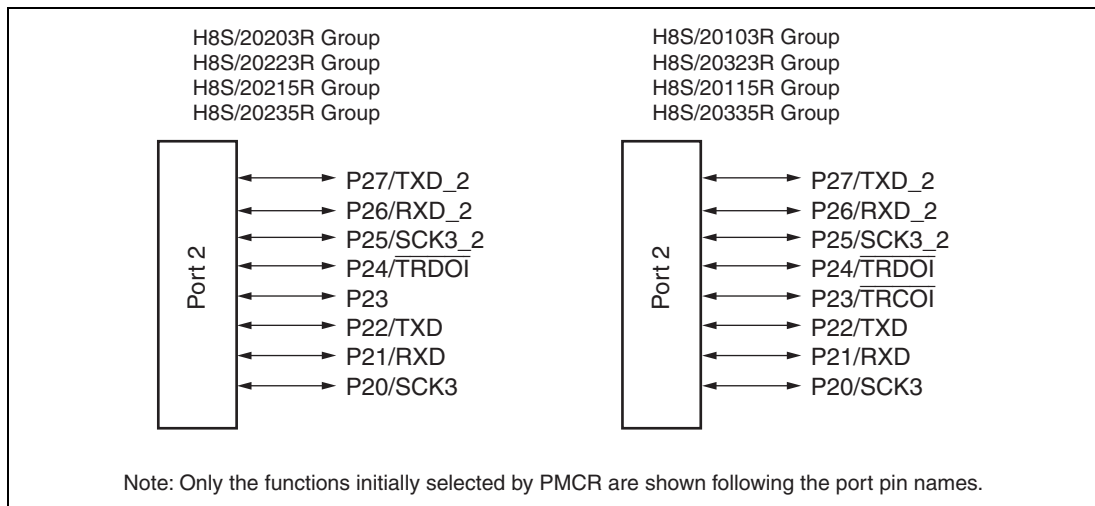 H8S/20203R Group
H8S/20223R Group
H8S/20215R Group
H8S/20235R Group
Port 2
P27/TXD_2
P26/RXD_2
P25/SCK3_2
P24/T̅R̅D̅O̅I̅
P23
P22/TXD
P21/RXD
P20/SCK3
H8S/20103R Group
H8S/20323R Group
H8S/20115R Group
H8S/20335R Group
Port 2
P27/TXD_2
P26/RXD_2
P25/SCK3_2
P24/T̅R̅D̅O̅I̅
P23/T̅R̅C̅O̅I̅
P22/TXD
P21/RXD
P20/SCK3
Note: Only the functions initially selected by PMCR are shown following the port pin names.